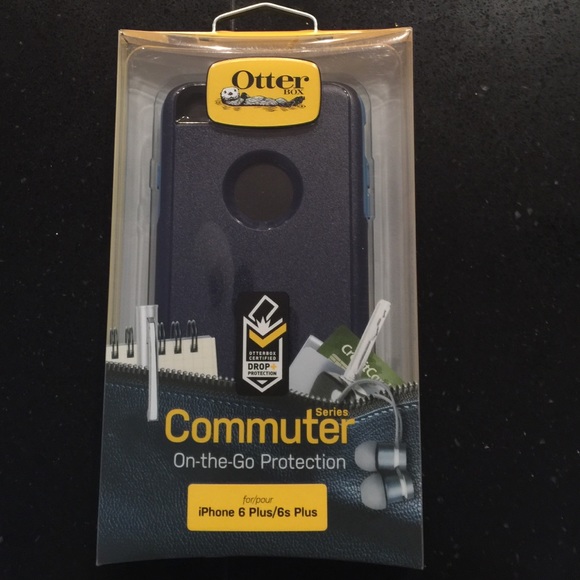 Otter
BOX
OTTERBOX
CERTIFIED
DROP+
PROTECTION
Commuter
Series
On-the-Go Protection
for/pour
iPhone 6 Plus/6s Plus